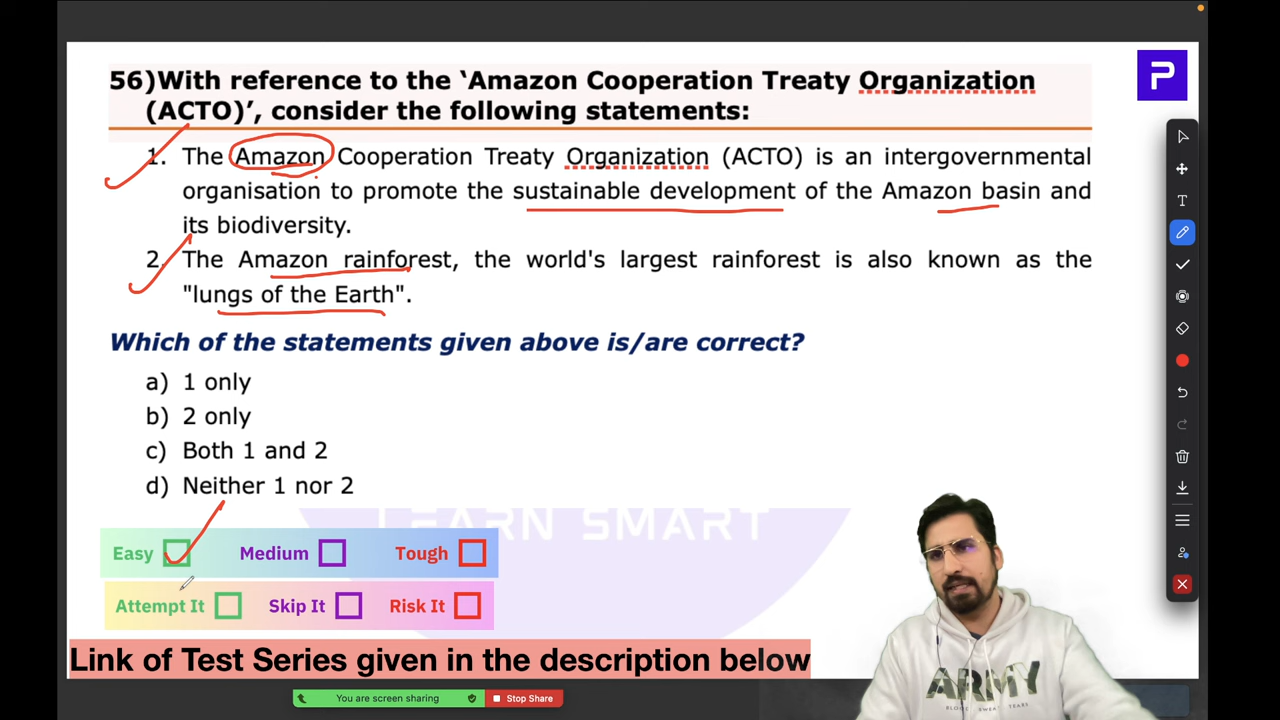 56)With reference to the ‘Amazon Cooperation Treaty Organization
(ACTO)’, consider the following statements:
1. The Amazon Cooperation Treaty Organization (ACTO) is an intergovernmental
organisation to promote the sustainable development of the Amazon basin and
its biodiversity.
2. The Amazon rainforest, the world's largest rainforest is also known as the
"lungs of the Earth".
Which of the statements given above is/are correct?
a) 1 only
b) 2 only
c) Both 1 and 2
d) Neither 1 nor 2
LEARN SMART
Easy Medium Tough
Attempt It Skip It Risk It
Link of Test Series given in the description below
You are screen sharing Stop Share
ARMY